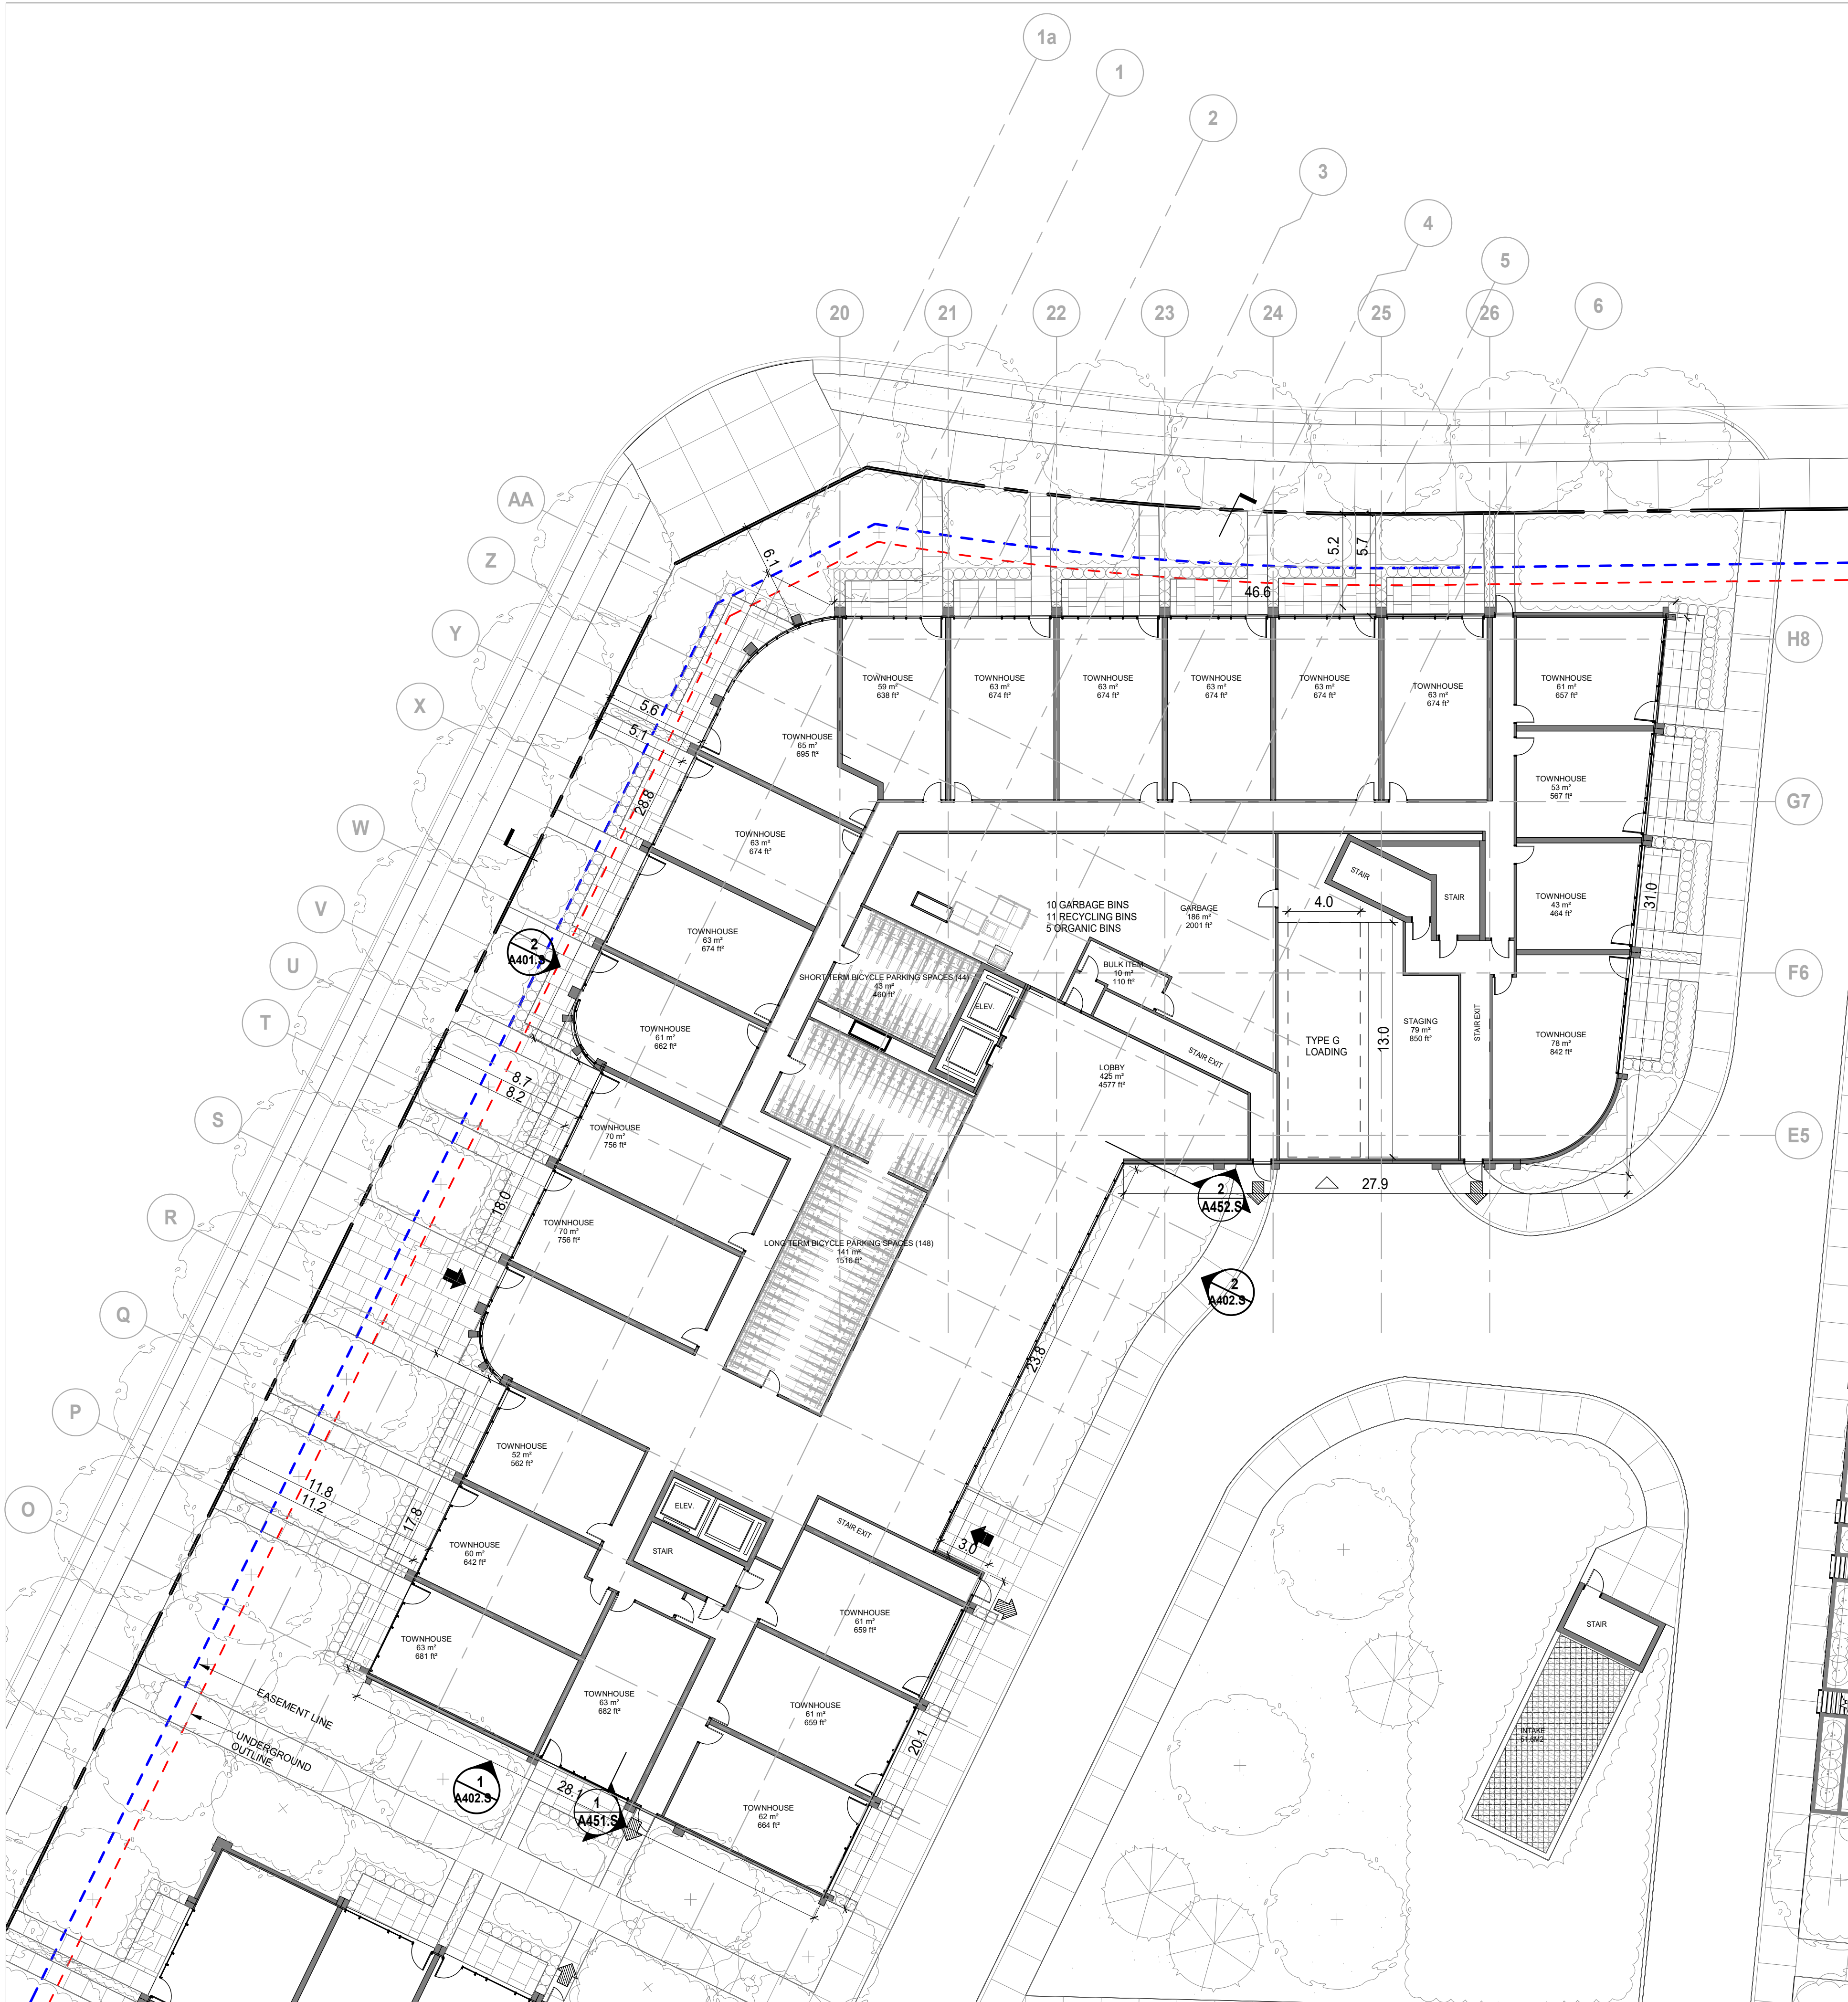 1a
1
2
3
4
5
6
20
21
22
23
24
25
26
AA
Z
Y
X
W
V
U
T
S
R
Q
P
O
H8
G7
F6
E5
6.1
5.2
5.7
46.6
5.6
5.1
28.8
TOWNHOUSE
59 m²
638 ft²
TOWNHOUSE
63 m²
674 ft²
TOWNHOUSE
63 m²
674 ft²
TOWNHOUSE
63 m²
674 ft²
TOWNHOUSE
63 m²
674 ft²
TOWNHOUSE
63 m²
674 ft²
TOWNHOUSE
61 m²
657 ft²
TOWNHOUSE
65 m²
695 ft²
TOWNHOUSE
53 m²
567 ft²
TOWNHOUSE
63 m²
674 ft²
TOWNHOUSE
43 m²
464 ft²
31.0
STAIR
STAIR
4.0
10 GARBAGE BINS
11 RECYCLING BINS
5 ORGANIC BINS
GARBAGE
186 m²
2001 ft²
TOWNHOUSE
63 m²
674 ft²
2
A401.S
BULK ITEM
10 m²
110 ft²
SHORT TERM BICYCLE PARKING SPACES (44)
43 m²
460 ft²
ELEV.
TOWNHOUSE
61 m²
662 ft²
TYPE G
LOADING
13.0
STAGING
79 m²
850 ft²
STAIR EXIT
TOWNHOUSE
78 m²
842 ft²
STAIR EXIT
LOBBY
425 m²
4577 ft²
8.7
8.2
TOWNHOUSE
70 m²
756 ft²
27.9
2
A452.S
18.0
TOWNHOUSE
70 m²
756 ft²
LONG TERM BICYCLE PARKING SPACES (148)
141 m²
1516 ft²
2
A402.S
23.8
TOWNHOUSE
52 m²
562 ft²
11.8
11.2
17.8
ELEV.
STAIR
STAIR EXIT
3.0
TOWNHOUSE
60 m²
642 ft²
TOWNHOUSE
61 m²
659 ft²
TOWNHOUSE
63 m²
681 ft²
STAIR
TOWNHOUSE
63 m²
682 ft²
TOWNHOUSE
61 m²
659 ft²
EASEMENT LINE
UNDERGROUND
OUTLINE
20.1
INTAKE
51.6M2
1
A402.S
28.1
1
A451.S
TOWNHOUSE
62 m²
664 ft²